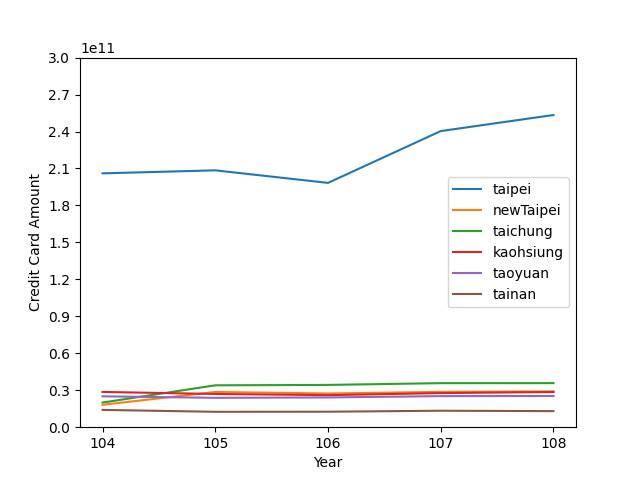 1e11
3.0
2.7
2.4
2.1
1.8
1.5
1.2
0.9
0.6
0.3
0.0
Credit Card Amount
taipei
newTaipei
taichung
kaohsiung
taoyuan
tainan
104 105 106 107 108
Year